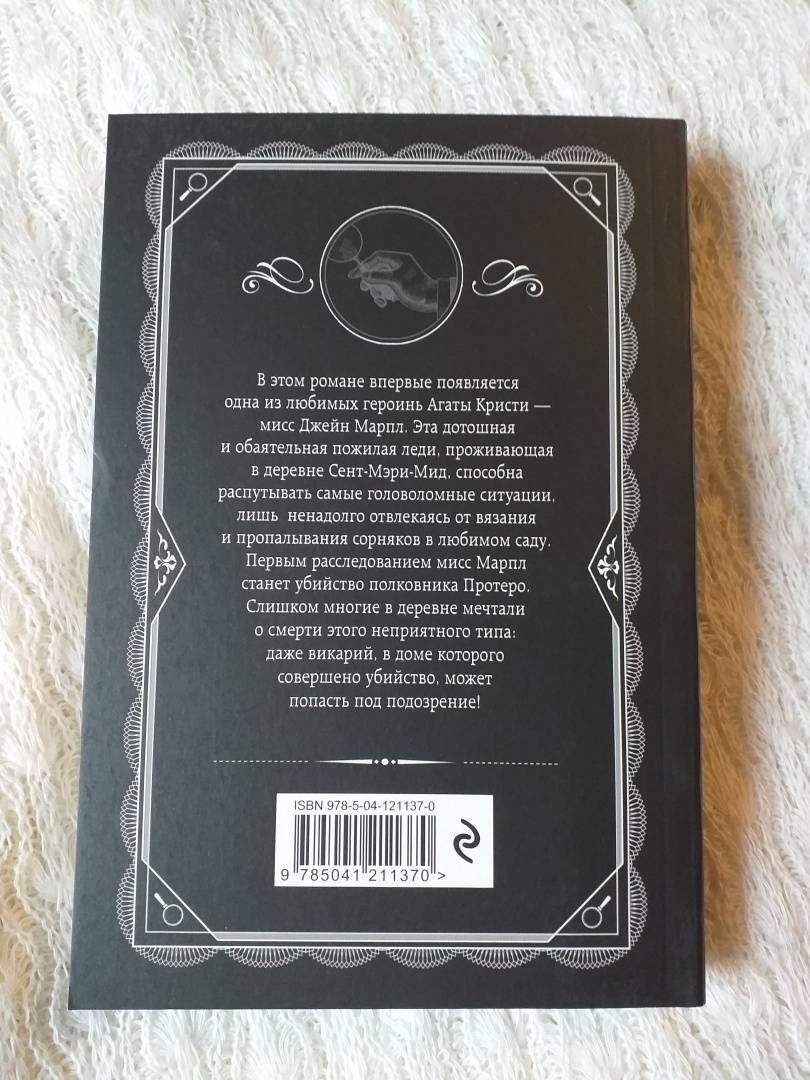 В этом романе впервые появляется
одна из любимых героинь Агаты Кристи —
мисс Джейн Марпл. Эта дотошная
и обаятельная пожилая леди, проживающая
в деревне Сент-Мэри-Мид, способна
распутывать самые головоломные ситуации,
лишь ненадолго отвлекаясь от вязания
и пропалывания сорняков в любимом саду.
Первым расследованием мисс Марпл
станет убийство полковника Протеро.
Слишком многие в деревне мечтали
о смерти этого неприятного типа:
даже викарий, в доме которого
совершено убийство, может
попасть под подозрение!
ISBN 978-5-04-121137-0
9 785041 211370 >